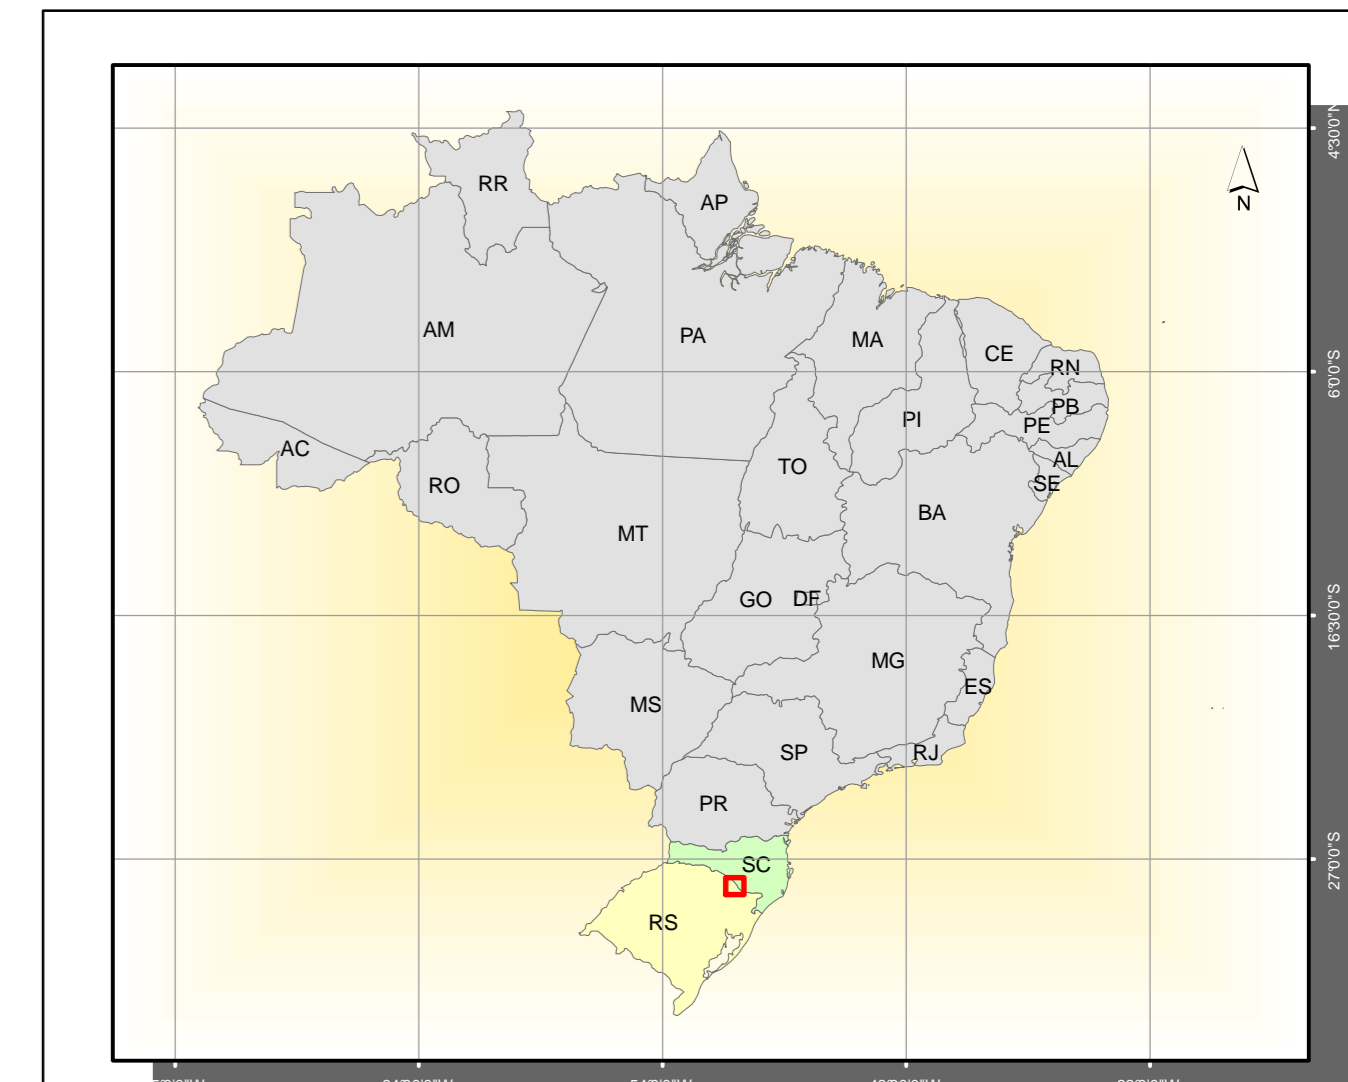 4°30'0"N
RR
AP
N
AM
PA
MA
CE
RN
6°0'0"S
PB
PI
PE
AC
AL
TO
RO
SE
BA
MT
GO
DF
16°30'0"S
MG
ES
MS
SP
RJ
PR
SC
27°0'0"S
RS